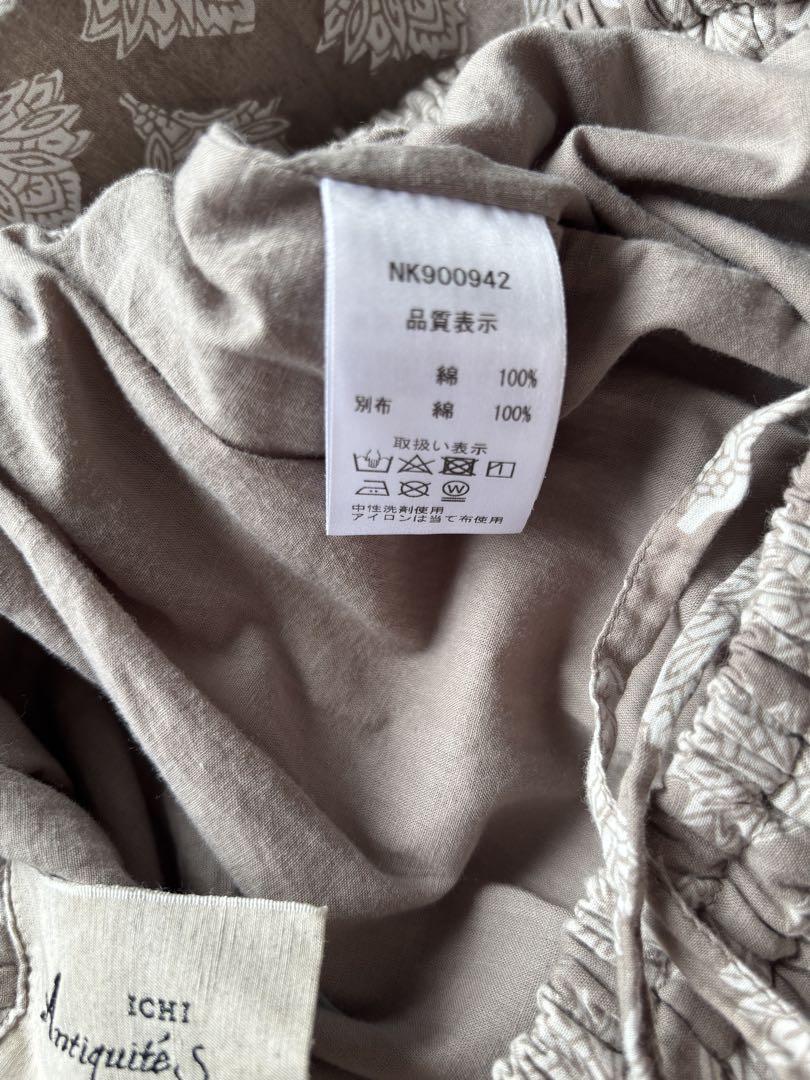 NK900942
品質表示
綿 100%
別布 綿 100%
取扱い表示
W
中性洗剤使用
アイロンは当て布使用
ICHI
Antiquité S